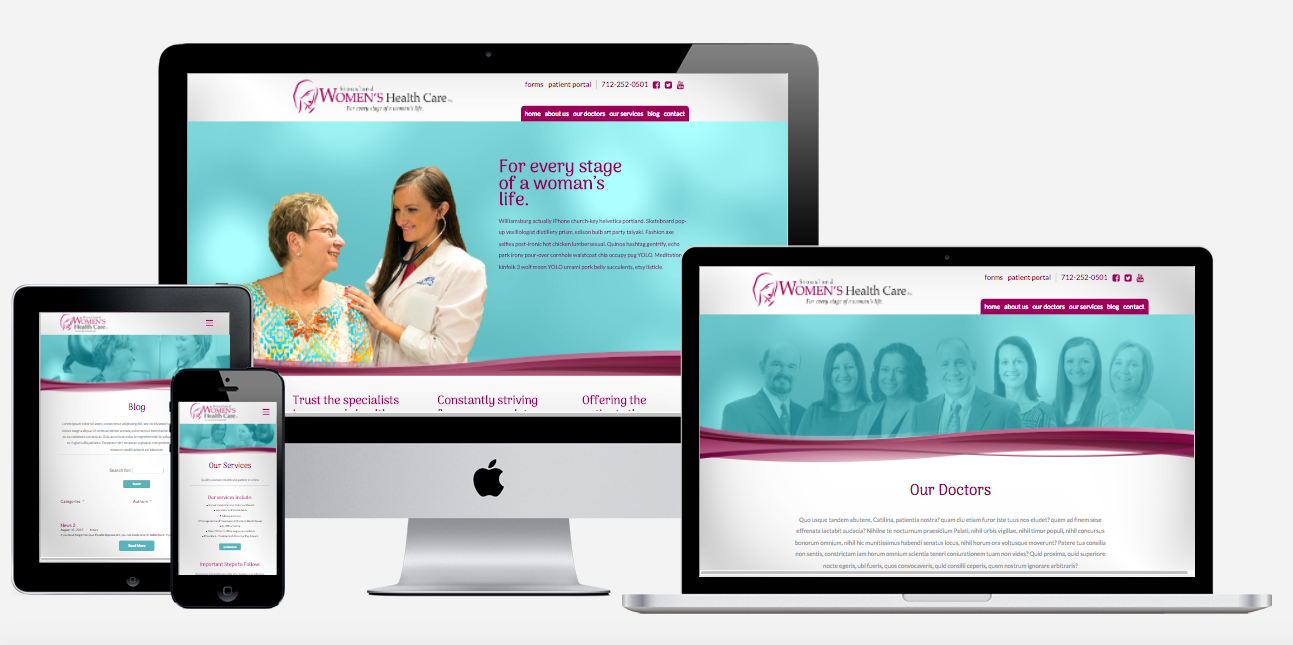 Siouxland
WOMEN'S Health Care P.C.
For every stage of a woman's life.
forms patient portal 712-252-0501
home about us our doctors our services blog contact
For every stage
of a woman's
life.
Williamsburg actually iPhone church-key helvetica portland. Skateboard pop-
up vexillologist distillery prism, edison bulb art party taiyaki. Fashion axe
selfies post-ironic hot chicken lumbersexual. Quinoa hashtag gentrify, echo
park irony pour-over cornhole waistcoat chia occupy pug YOLO. Meditation
kinfolk 3 wolf moon YOLO umami pork belly succulents, etsy listicle.
Trust the specialists
Constantly striving
Offering the
Siouxland
WOMEN'S Health Care P.C.
For every stage of a woman's life.
forms patient portal 712-252-0501
home about us our doctors our services blog contact
Our Doctors
Quo usque tandem abutere, Catilina, patientia nostra? quam diu etiam furor iste tuus nos eludet? quem ad finem sese
effrenata iactabit audacia? Nihilne te nocturnum praesidium Palati, nihil urbis vigiliae, nihil timor populi, nihil concursus
bonorum omnium, nihil hic munitissimus habendi senatus locus, nihil horum ora voltusque moverunt? Patere tua consilia
non sentis, constrictam iam horum omnium scientia teneri coniurationem tuam non vides? Quid proxima, quid superiore
nocte egeris, ubi fueris, quos convocaveris, quid consilii ceperis, quem nostrum ignorare arbitraris?
WOMEN'S
Health Care
Blog
Search for:
Categories
Authors
News 2
Read More
WOMEN'S
Health Care
Our Services
Our services include:
Important Steps to Follow